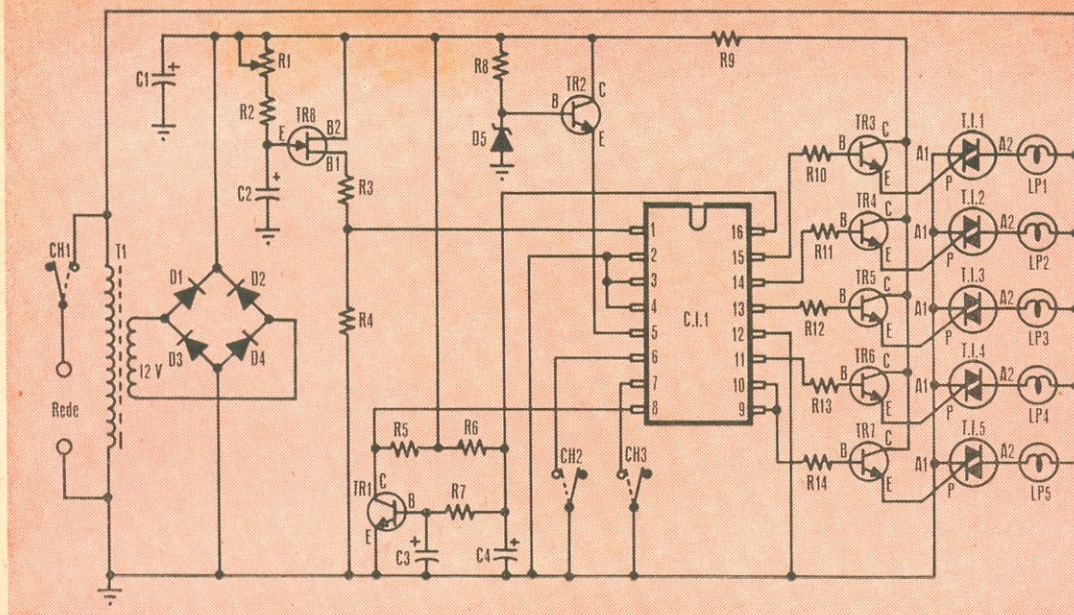 C1
+
R1
R2
TR8
E
B2
B1
C2
+
R3
R4
R8
D5
B
TR2
C
E
R9
CH1
T1
D1
D2
D3
D4
12 V
Rede
1
2
3
4
5
6
7
8
C.I.1
16
15
14
13
12
11
10
9
R10
R11
R12
R13
R14
B
TR3
C
E
B
TR4
C
E
B
TR5
C
E
B
TR6
C
E
B
TR7
C
E
A1
T.I.1
A2
P
LP1
A1
T.I.2
A2
P
LP2
A1
T.I.3
A2
P
LP3
A1
T.I.4
A2
P
LP4
A1
T.I.5
A2
P
LP5
R5
R6
TR1
C
B
E
R7
C3
+
C4
+
CH2
CH3